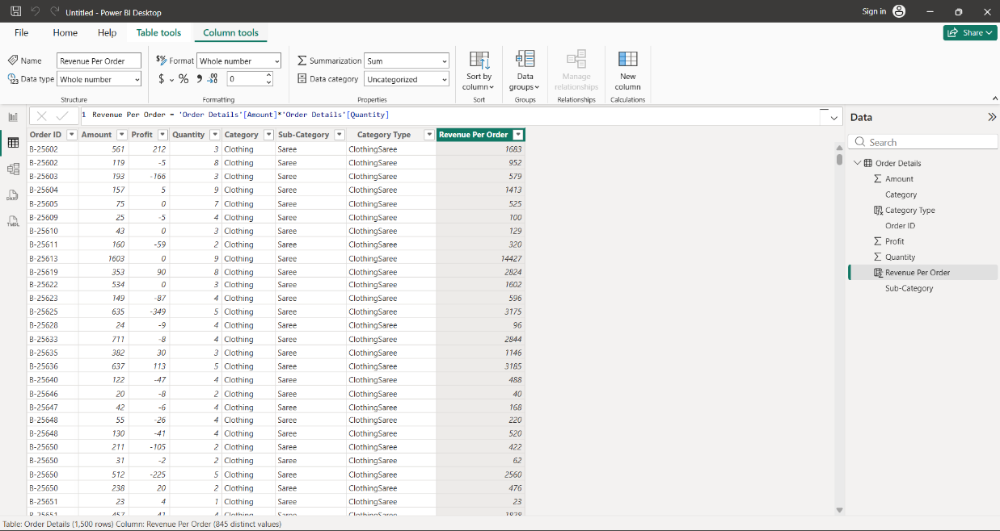 Untitled - Power BI Desktop Sign in
File Home Help Table tools Column tools Share
Name Revenue Per Order $% Format Whole number Summarization Sum
Data type Whole number $ % 9 .00 0 Data category Uncategorized
Sort by column Data groups Manage relationships New column
Structure Formatting Properties Sort Groups Relationships Calculations
1 Revenue Per Order = 'Order Details'[Amount]*'Order Details'[Quantity]
Order ID Amount Profit Quantity Category Sub-Category Category Type Revenue Per Order
B-25602 561 212 3 Clothing Saree ClothingSaree 1683
B-25602 119 -5 8 Clothing Saree ClothingSaree 952
B-25603 193 -166 3 Clothing Saree ClothingSaree 579
B-25604 157 5 9 Clothing Saree ClothingSaree 1413
B-25605 75 0 7 Clothing Saree ClothingSaree 525
B-25609 25 -5 4 Clothing Saree ClothingSaree 100
B-25610 43 0 3 Clothing Saree ClothingSaree 129
B-25611 160 -59 2 Clothing Saree ClothingSaree 320
B-25613 1603 0 9 Clothing Saree ClothingSaree 14427
B-25619 353 90 8 Clothing Saree ClothingSaree 2824
B-25622 534 0 3 Clothing Saree ClothingSaree 1602
B-25623 149 -87 4 Clothing Saree ClothingSaree 596
B-25625 635 -349 5 Clothing Saree ClothingSaree 3175
B-25628 24 -9 4 Clothing Saree ClothingSaree 96
B-25633 711 -8 4 Clothing Saree ClothingSaree 2844
B-25635 382 30 3 Clothing Saree ClothingSaree 1146
B-25636 637 113 5 Clothing Saree ClothingSaree 3185
B-25640 122 -47 4 Clothing Saree ClothingSaree 488
B-25646 20 -8 2 Clothing Saree ClothingSaree 40
B-25647 42 -6 4 Clothing Saree ClothingSaree 168
B-25648 55 -26 4 Clothing Saree ClothingSaree 220
B-25648 130 -41 4 Clothing Saree ClothingSaree 520
B-25650 211 -105 2 Clothing Saree ClothingSaree 422
B-25650 31 -2 2 Clothing Saree ClothingSaree 62
B-25650 512 -225 5 Clothing Saree ClothingSaree 2560
B-25650 238 20 2 Clothing Saree ClothingSaree 476
B-25651 23 4 1 Clothing Saree ClothingSaree 23
B-25651 457 41 4 Clothing Saree ClothingSaree 1828
Data
Search
Order Details
Amount
Category
Category Type
Order ID
Profit
Quantity
Revenue Per Order
Sub-Category
DAX
TMDL
Table: Order Details (1,500 rows) Column: Revenue Per Order (845 distinct values)